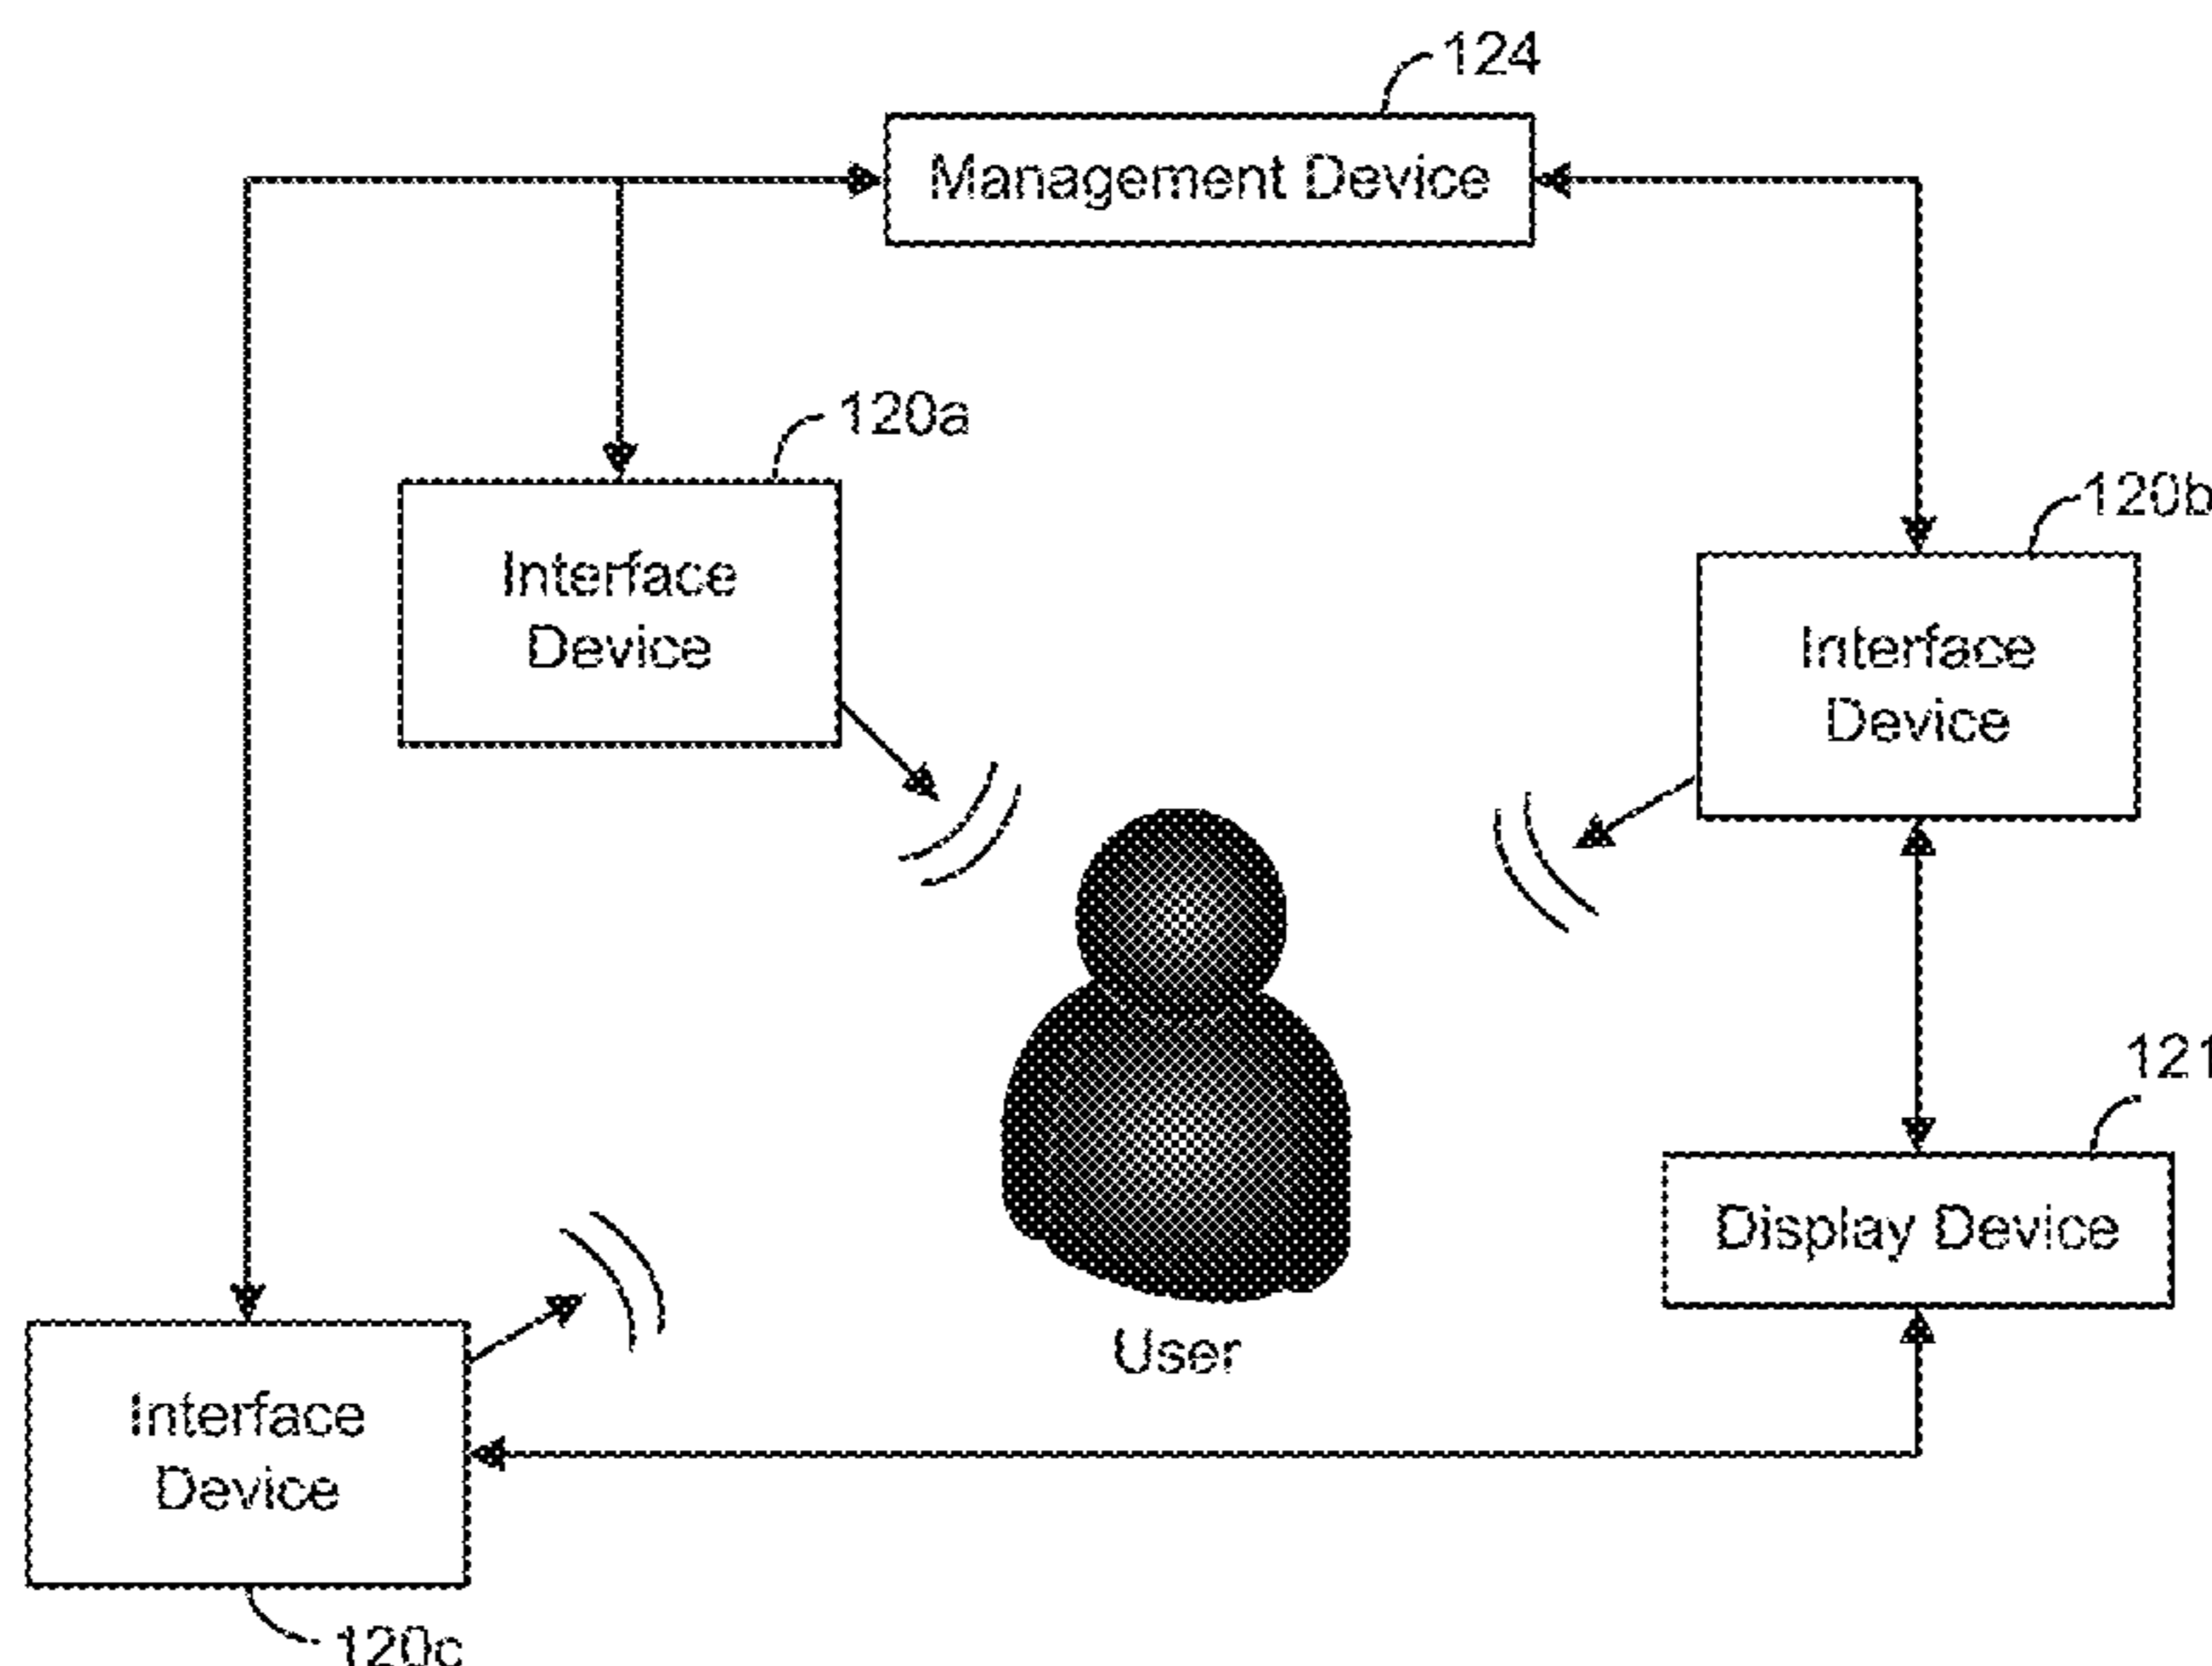 124
Management Device
120a
Interface
Device
120b
Interface
Device
121
Display Device
User
Interface
Device
120c